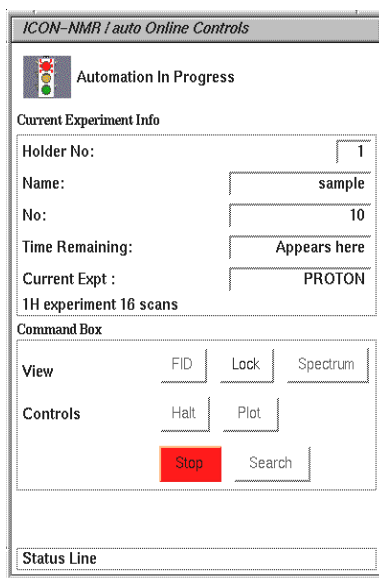 ICON-NMR / auto Online Controls
Automation In Progress
Current Experiment Info
Holder No: 1
Name: sample
No: 10
Time Remaining: Appears here
Current Expt : PROTON
1H experiment 16 scans
Command Box
View FID Lock Spectrum
Controls Halt Plot
Stop Search
Status Line